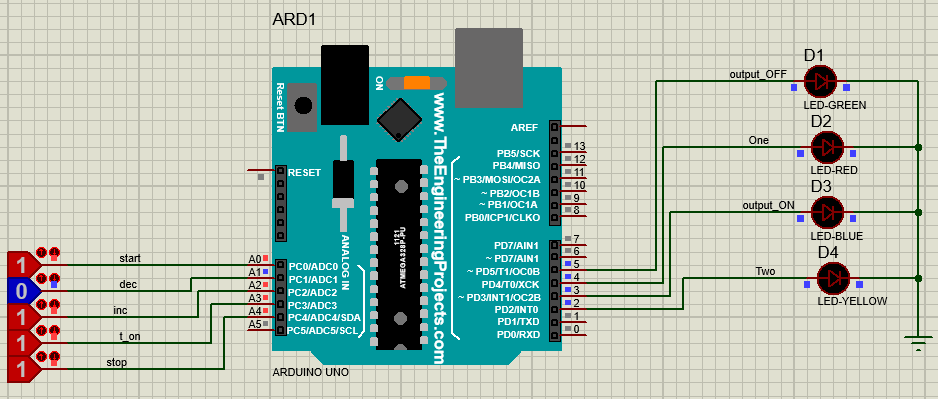 ARD1
ON
Reset BTN
www.TheEngineeringProjects.com
RESET
AREF
PB5/SCK
13
PB4/MISO
12
~ PB3/MOSI/OC2A
11
~ PB2/OC1B
10
~ PB1/OC1A
9
PB0/ICP1/CLKO
8
ANALOG IN
ATMEGA328P-PU
1121
A0
PC0/ADC0
A1
PC1/ADC1
A2
PC2/ADC2
A3
PC3/ADC3
A4
PC4/ADC4/SDA
A5
PC5/ADC5/SCL
PD7/AIN1
7
~ PD7/AIN1
6
~ PD5/T1/OC0B
5
PD4/T0/XCK
4
~ PD3/INT1/OC2B
3
PD2/INT0
2
PD1/TXD
1
PD0/RXD
0
ARDUINO UNO
1
start
0
dec
1
inc
1
t_on
1
stop
output_OFF
D1
LED-GREEN
One
D2
LED-RED
output_ON
D3
LED-BLUE
Two
D4
LED-YELLOW